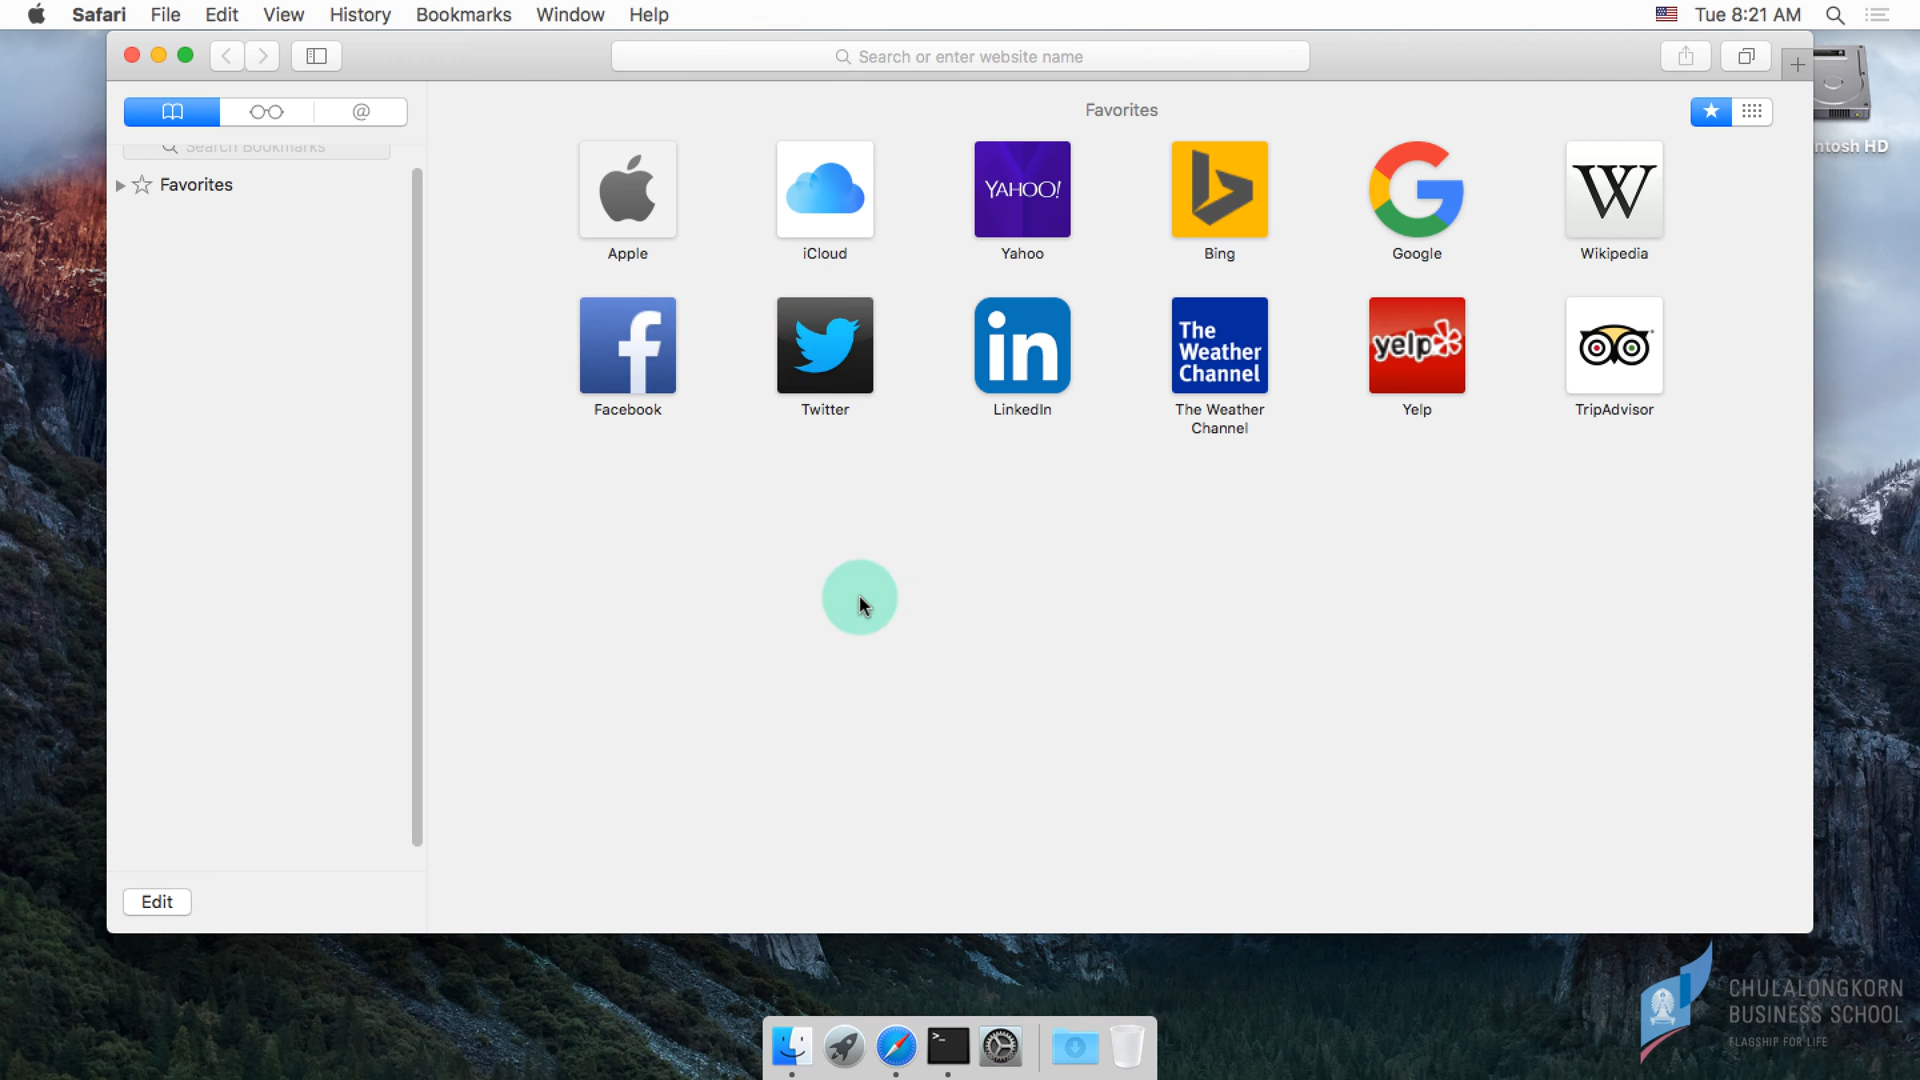 Safari File Edit View History Bookmarks Window Help Tue 8:21 AM
Search or enter website name
@
Favorites
ntosh HD
Search Bookmarks
Favorites
YAHOO!
W
Apple iCloud Yahoo Bing Google Wikipedia
f
in
The
Weather
Channel
yelp
Facebook Twitter LinkedIn The Weather
Channel
Yelp TripAdvisor
Edit
CHULALONGKORN
BUSINESS SCHOOL
FLAGSHIP FOR LIFE